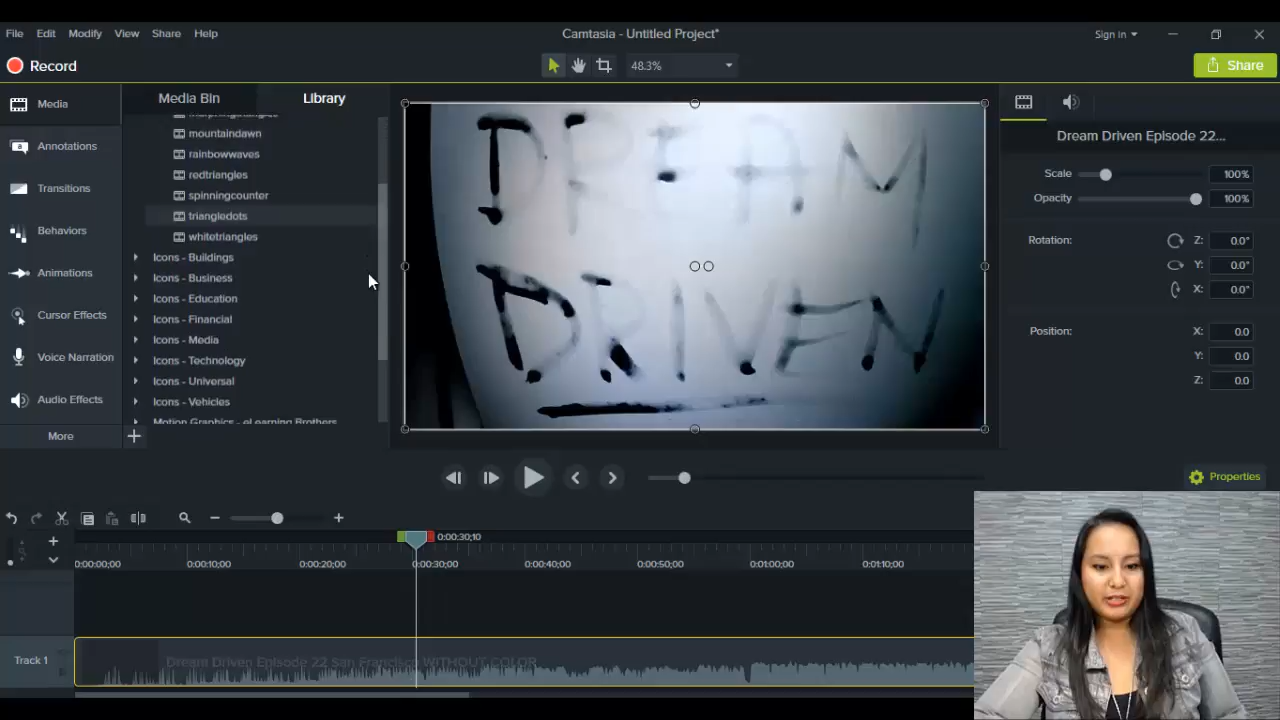 File Edit Modify View Share Help
Camtasia - Untitled Project*
Sign in
Record
48.3%
Share
Media
Annotations
Transitions
Behaviors
Animations
Cursor Effects
Voice Narration
Audio Effects
More
Media Bin
Library
mountaindawn
rainbowwaves
redtriangles
spinningcounter
triangledots
whitetriangles
Icons - Buildings
Icons - Business
Icons - Education
Icons - Financial
Icons - Media
Icons - Technology
Icons - Universal
Icons - Vehicles
Motion Graphics - eLearning Brothers
DREAM
DRIVEN
Dream Driven Episode 22...
Scale 100%
Opacity 100%
Rotation: Z: 0.0°
Y: 0.0°
X: 0.0°
Position: X: 0.0
Y: 0.0
Z: 0.0
Properties
0:00:30;10
0:00:00;00 0:00:10;00 0:00:20;00 0:00:30;00 0:00:40;00 0:00:50;00 0:01:00;00 0:01:10;00
Track 1
Dream Driven Episode 22 San Francisco WITHOUT COLOR